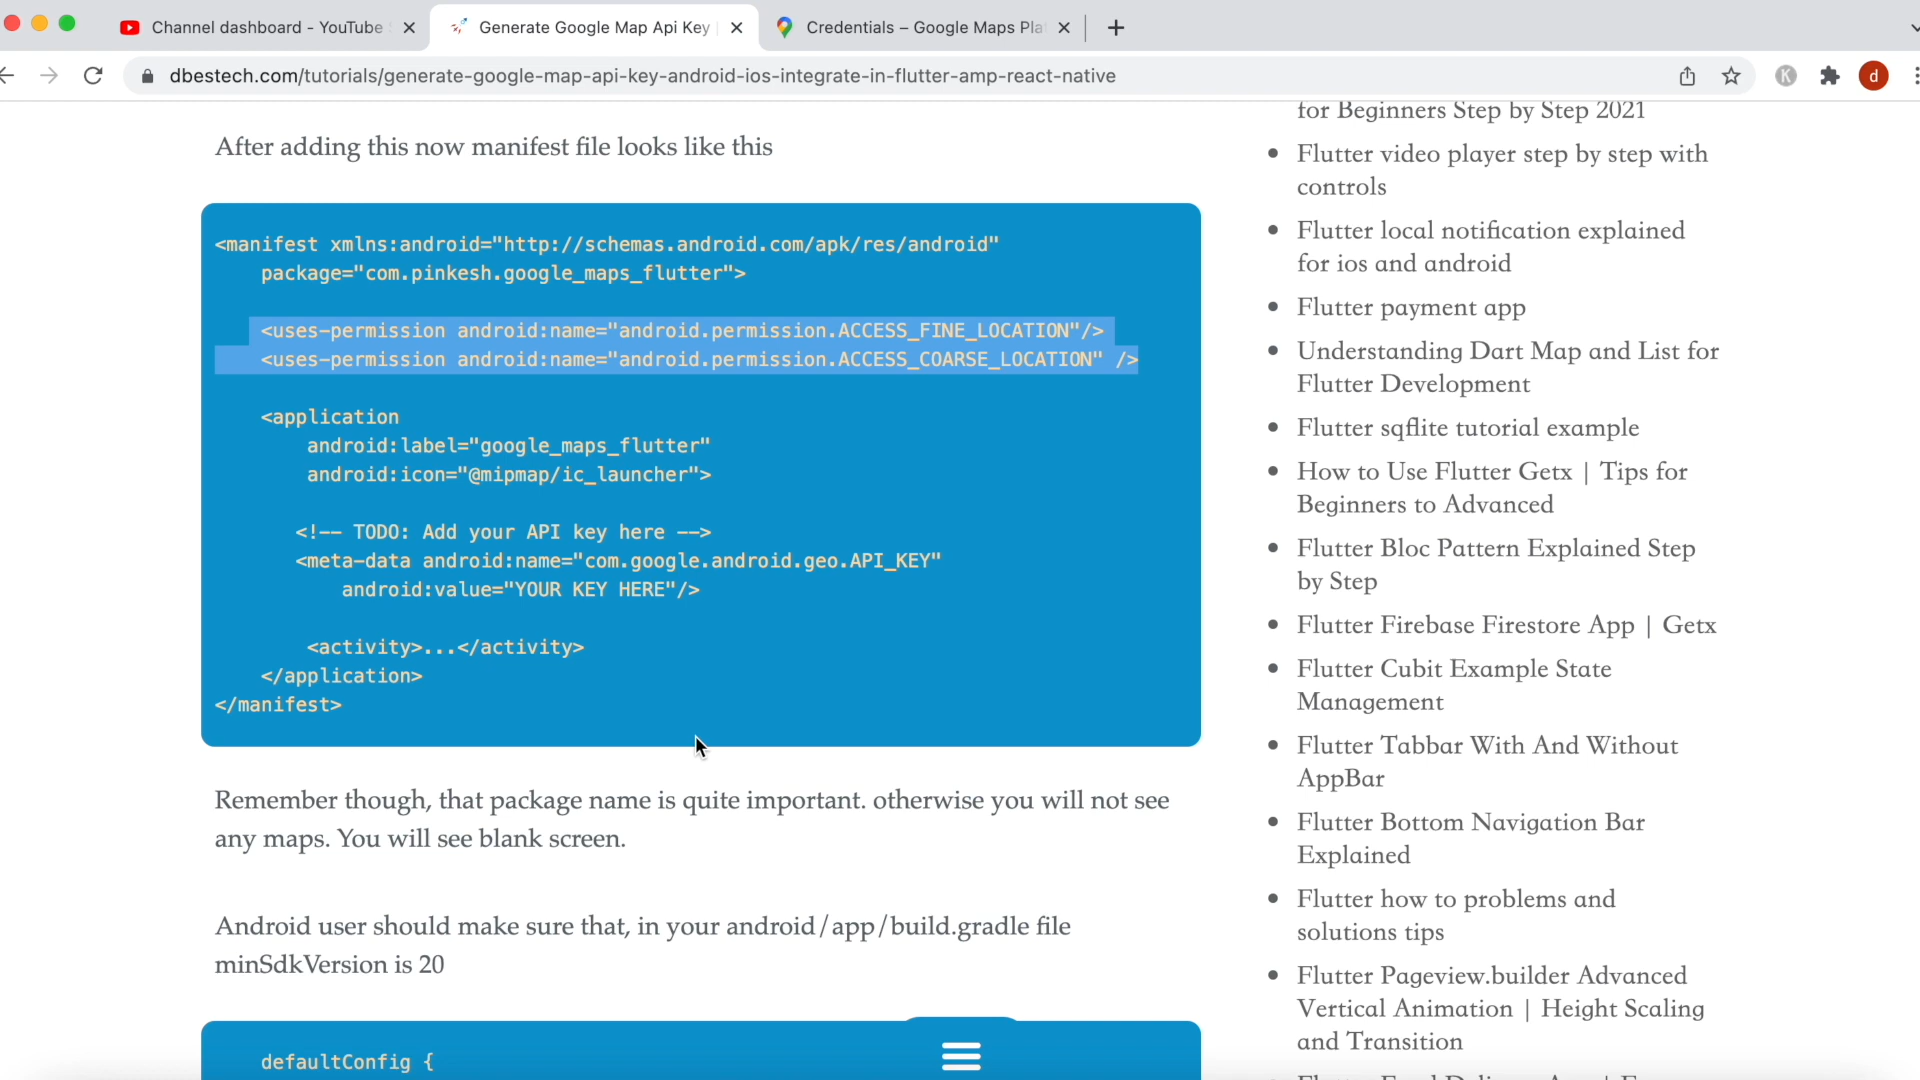 Channel dashboard - YouTube
Generate Google Map Api Key
Credentials – Google Maps Pla
dbestech.com/tutorials/generate-google-map-api-key-android-ios-integrate-in-flutter-amp-react-native
K
d
After adding this now manifest file looks like this
<manifest xmlns:android="http://schemas.android.com/apk/res/android"
package="com.pinkesh.google_maps_flutter">
<uses-permission android:name="android.permission.ACCESS_FINE_LOCATION"/>
<uses-permission android:name="android.permission.ACCESS_COARSE_LOCATION" />
<application
android:label="google_maps_flutter"
android:icon="@mipmap/ic_launcher">
<!-- TODO: Add your API key here -->
<meta-data android:name="com.google.android.geo.API_KEY"
android:value="YOUR KEY HERE"/>
<activity>...</activity>
</application>
</manifest>
Remember though, that package name is quite important. otherwise you will not see
any maps. You will see blank screen.
Android user should make sure that, in your android/app/build.gradle file
minSdkVersion is 20
defaultConfig {
for Beginners Step by Step 2021
Flutter video player step by step with
controls
Flutter local notification explained
for ios and android
Flutter payment app
Understanding Dart Map and List for
Flutter Development
Flutter sqflite tutorial example
How to Use Flutter Getx | Tips for
Beginners to Advanced
Flutter Bloc Pattern Explained Step
by Step
Flutter Firebase Firestore App | Getx
Flutter Cubit Example State
Management
Flutter Tabbar With And Without
AppBar
Flutter Bottom Navigation Bar
Explained
Flutter how to problems and
solutions tips
Flutter Pageview.builder Advanced
Vertical Animation | Height Scaling
and Transition